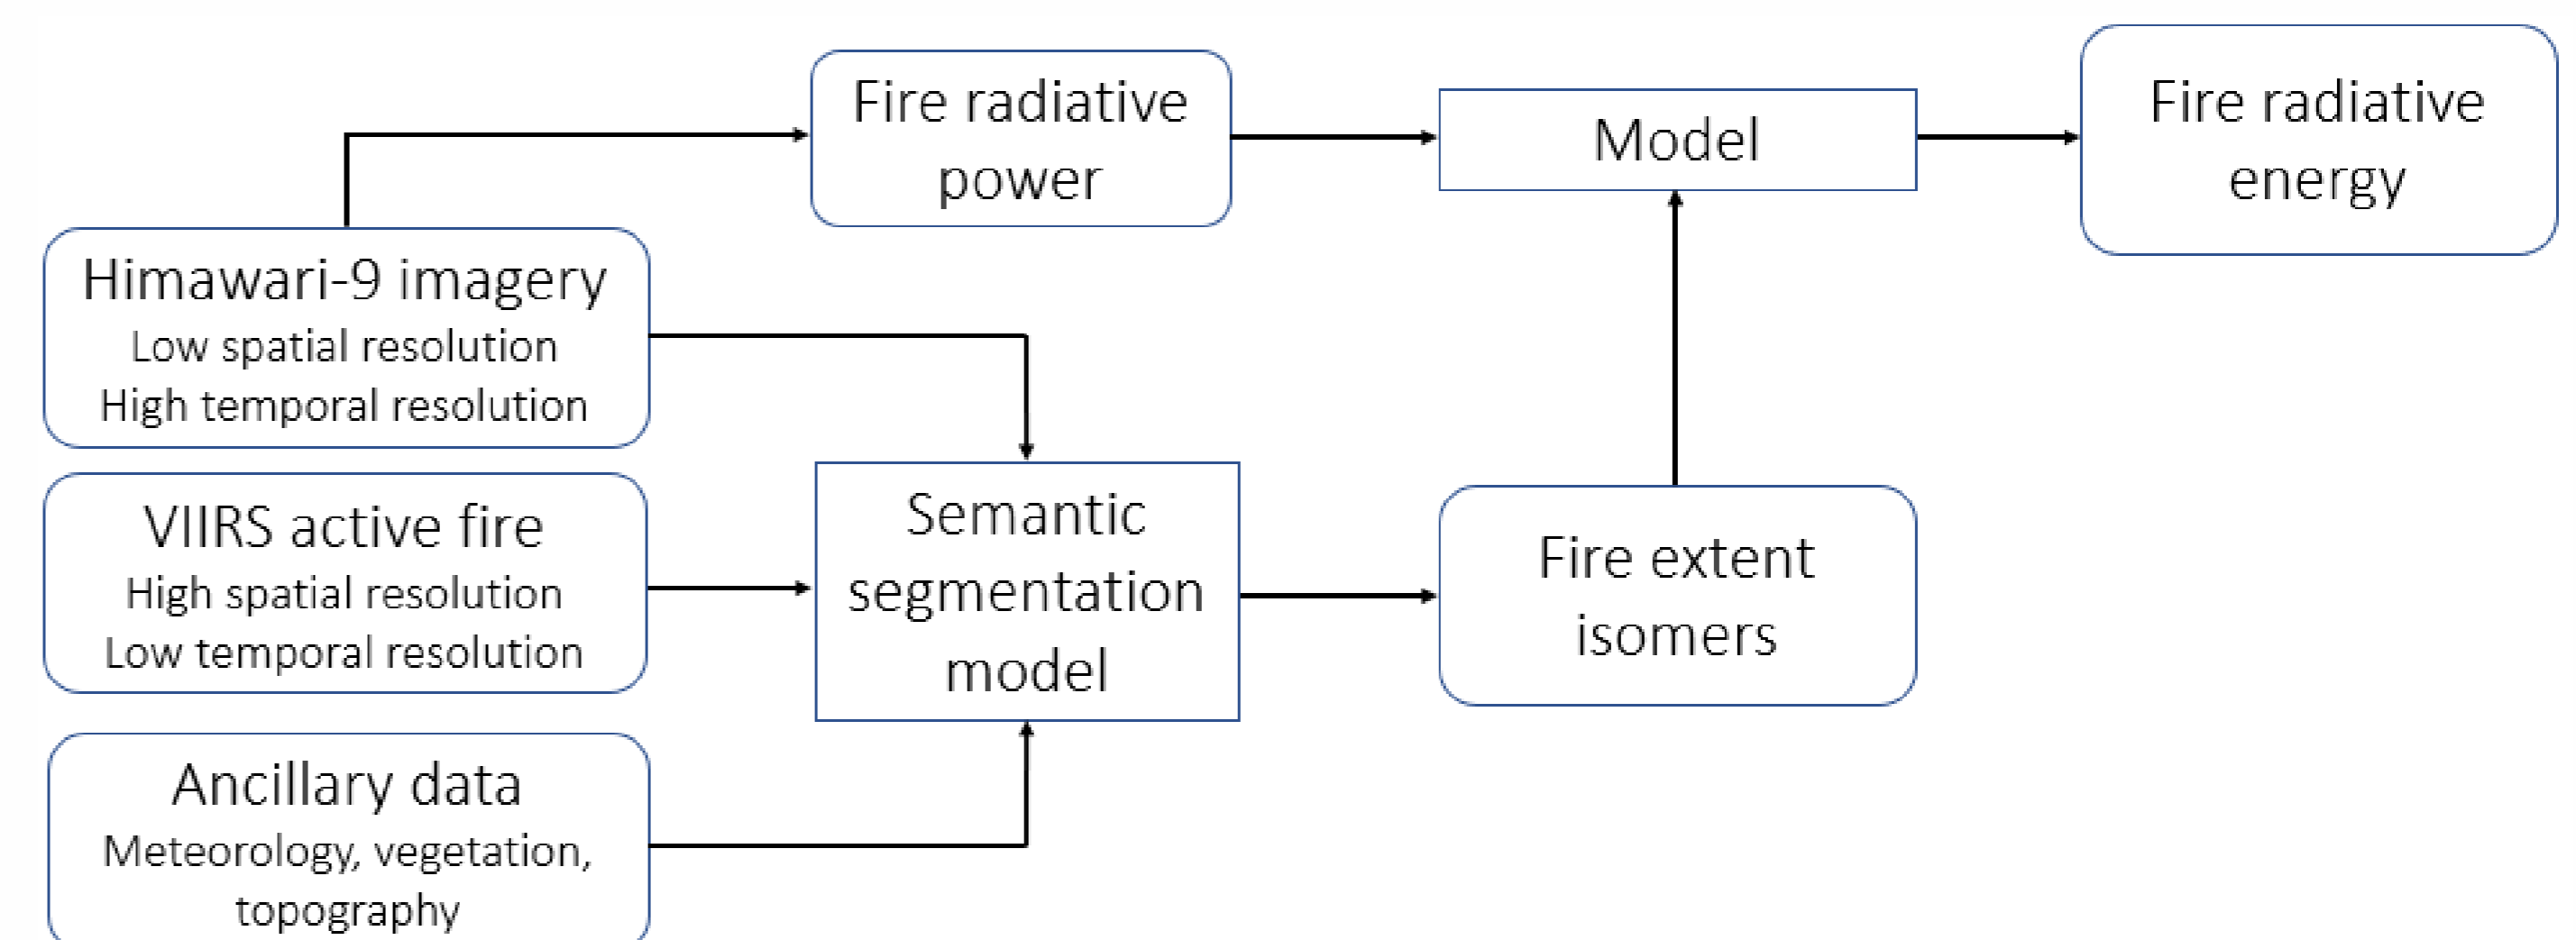 Fire radiative
power
Model
Fire radiative
energy
Himawari-9 imagery
Low spatial resolution
High temporal resolution
VIIRS active fire
High spatial resolution
Low temporal resolution
Semantic
segmentation
model
Fire extent
isomers
Ancillary data
Meteorology, vegetation,
topography